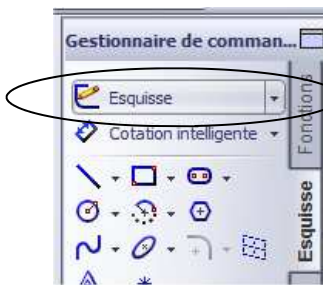 Gestionnaire de comman...
Esquisse
Cotation intelligente
Fonctions
Esquisse